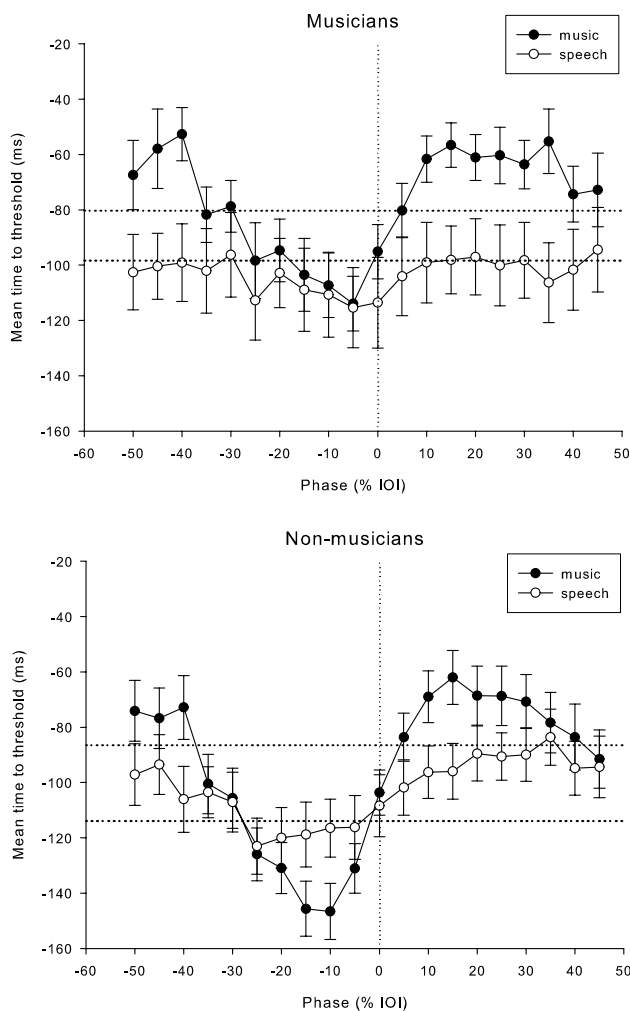 Musicians
music
speech
-20
-40
-60
-80
-100
-120
-140
-160
Mean time to threshold (ms)
-60 -50 -40 -30 -20 -10 0 10 20 30 40 50
Phase (% IOI)
Non-musicians
music
speech
-20
-40
-60
-80
-100
-120
-140
-160
Mean time to threshold (ms)
-60 -50 -40 -30 -20 -10 0 10 20 30 40 50
Phase (% IOI)